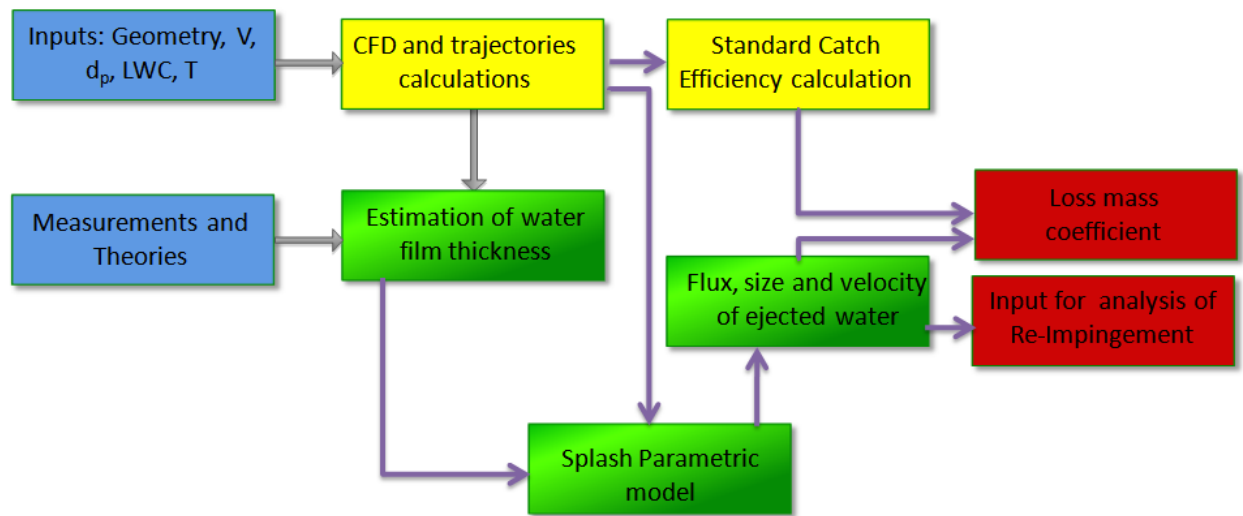 Inputs: Geometry, V,
dp, LWC, T
CFD and trajectories
calculations
Standard Catch
Efficiency calculation
Measurements and
Theories
Estimation of water
film thickness
Loss mass
coefficient
Flux, size and velocity
of ejected water
Input for analysis of
Re-Impingement
Splash Parametric
model